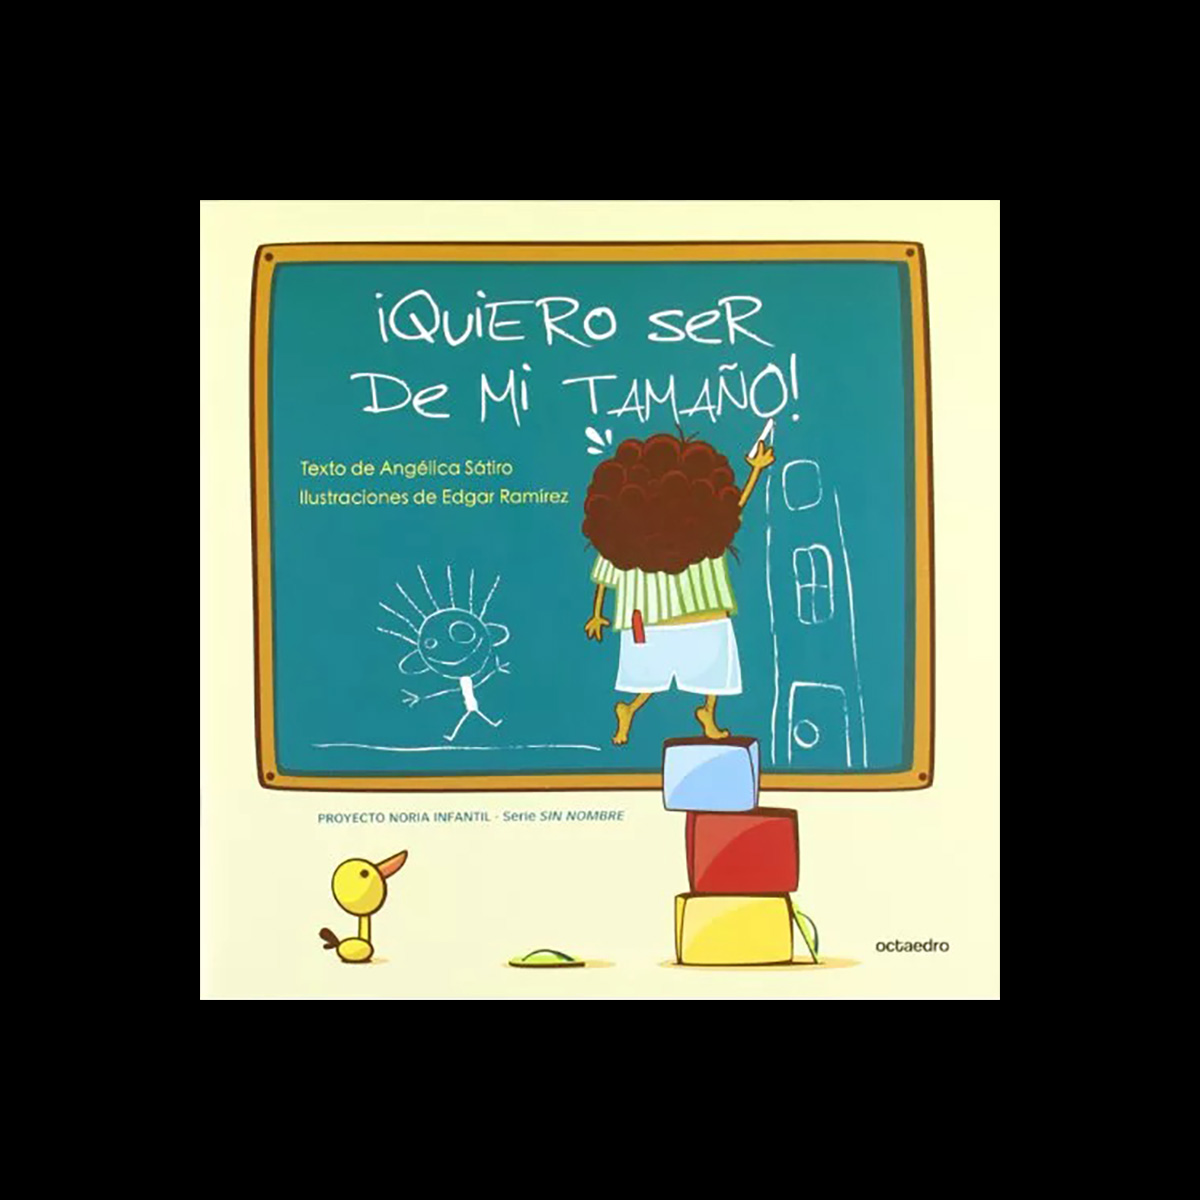 ¡QUiERO SeR
De Mi TAMAÑO!
Texto de Angélica Sátiro
Ilustraciones de Edgar Ramírez
PROYECTO NORIA INFANTIL - Serie SIN NOMBRE
octaedro